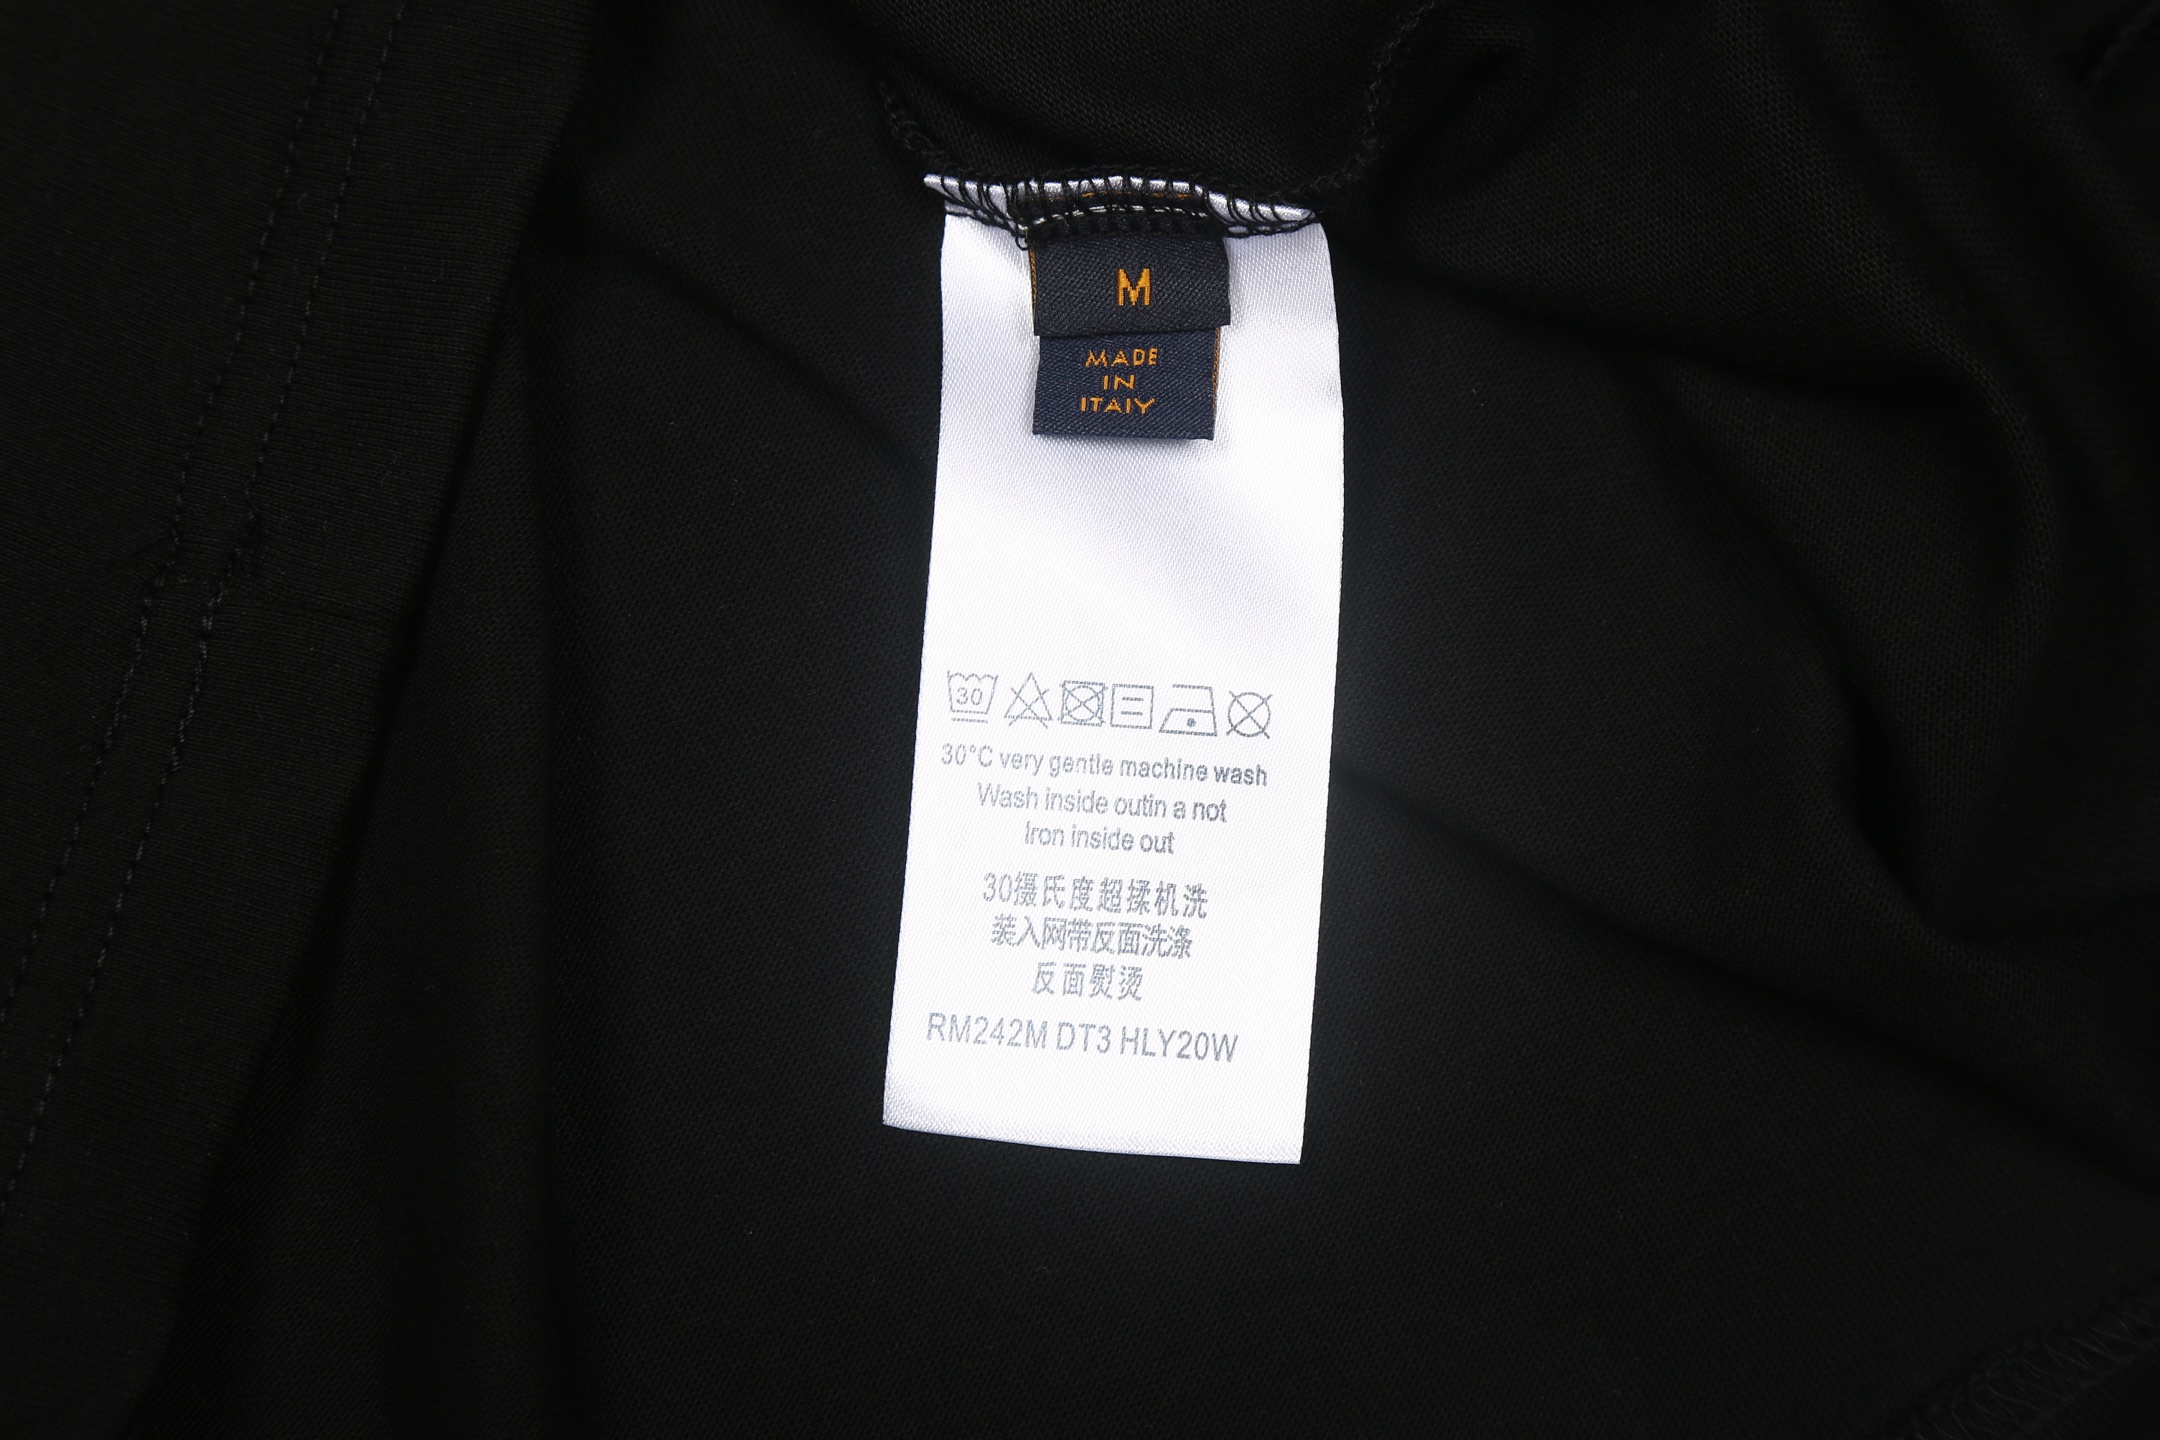 M
MADE
IN
ITAIY
30
30°C very gentle machine wash
Wash inside outin a not
Iron inside out
30摄氏度超揉机洗
装入网带反面洗涤
反面熨烫
RM242M DT3 HLY20W